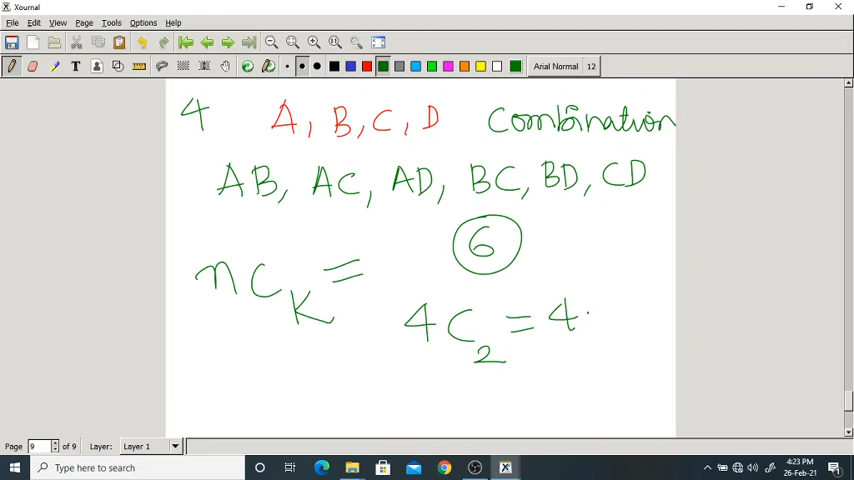 Xournal
File Edit View Page Tools Options Help
Arial Normal 12
4 A, B, C, D Combination
AB, AC, AD, BC, BD, CD
6
nCK =
4C2 = 4.
Page 9 of 9 Layer: Layer 1
Type here to search
4:23 PM
26-Feb-21
1